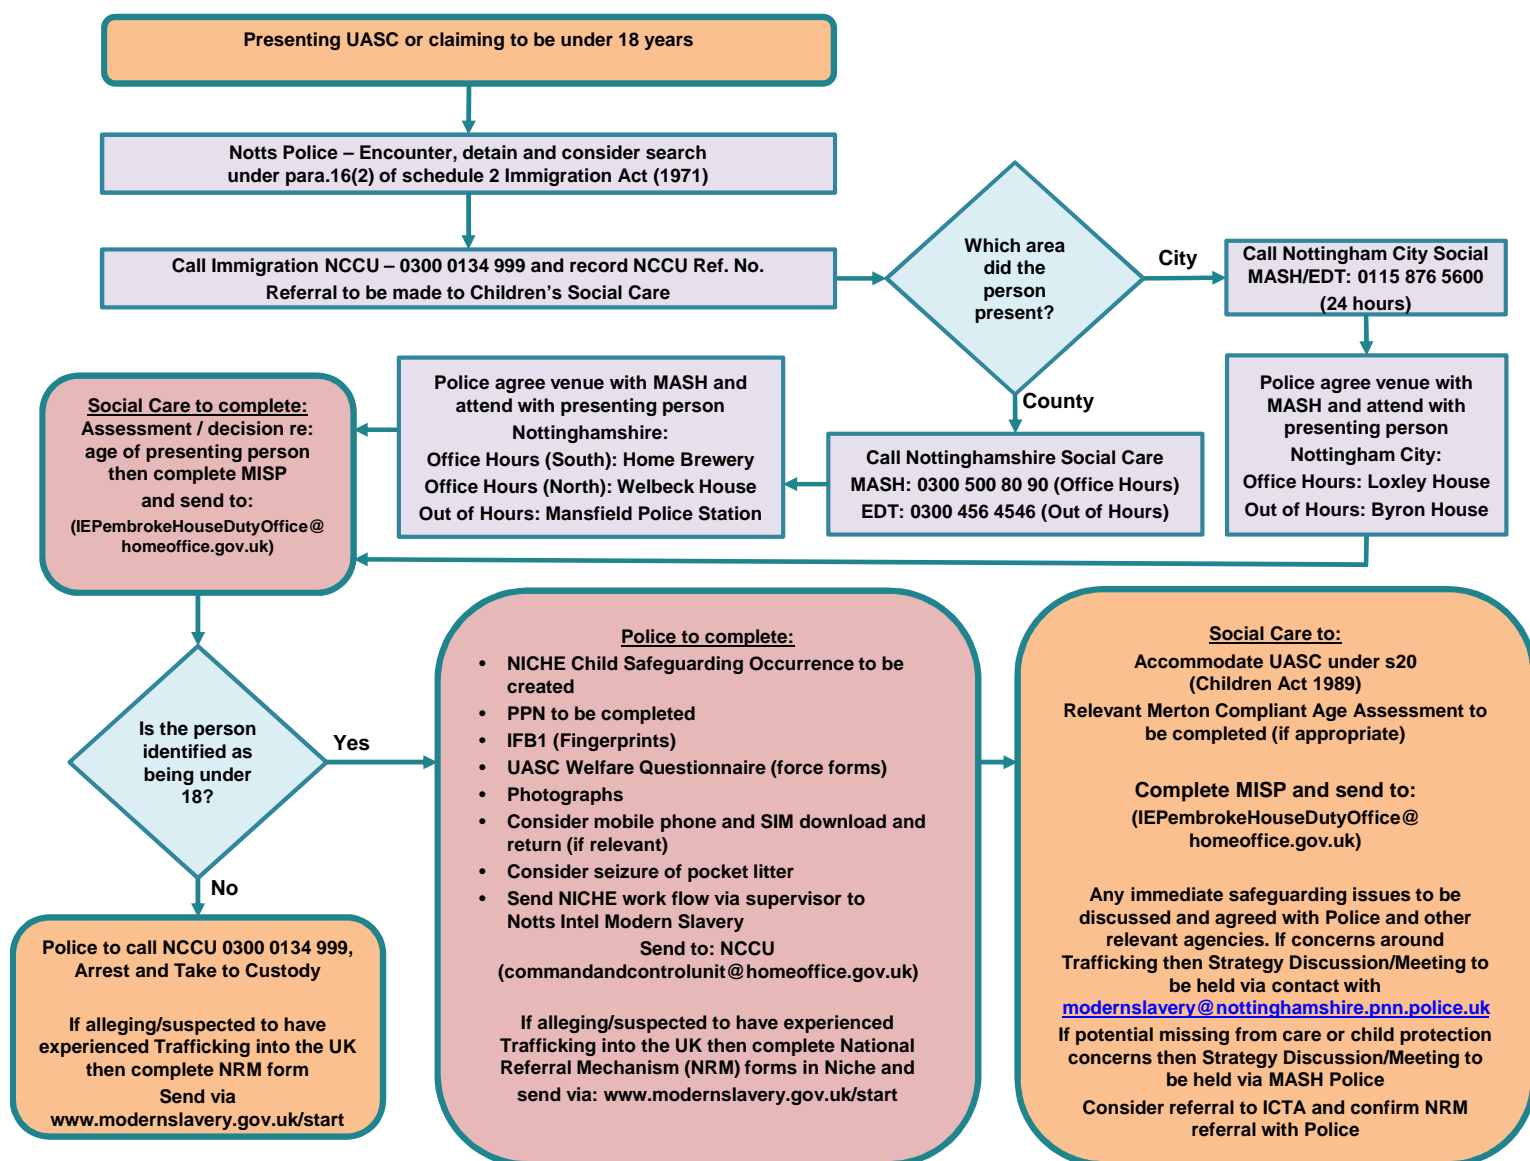 Presenting UASC or claiming to be under 18 years
Notts Police – Encounter, detain and consider search
under para.16(2) of schedule 2 Immigration Act (1971)
Call Immigration NCCU – 0300 0134 999 and record NCCU Ref. No.
Referral to be made to Children's Social Care
Which area
did the
person
present?
City
Call Nottingham City Social
MASH/EDT: 0115 876 5600
(24 hours)
County
Police agree venue with
MASH and attend with
presenting person
Nottingham City:
Office Hours: Loxley House
Out of Hours: Byron House
Call Nottinghamshire Social Care
MASH: 0300 500 80 90 (Office Hours)
EDT: 0300 456 4546 (Out of Hours)
Police agree venue with MASH and
attend with presenting person
Nottinghamshire:
Office Hours (South): Home Brewery
Office Hours (North): Welbeck House
Out of Hours: Mansfield Police Station
Social Care to complete:
Assessment / decision re:
age of presenting person
then complete MISP
and send to:
(IEPembrokeHouseDutyOffice@
homeoffice.gov.uk)
Is the person
identified as
being under
18?
Yes
No
Police to call NCCU 0300 0134 999,
Arrest and Take to Custody
If alleging/suspected to have
experienced Trafficking into the UK
then complete NRM form
Send via
www.modernslavery.gov.uk/start
Police to complete:
• NICHE Child Safeguarding Occurrence to be
created
• PPN to be completed
• IFB1 (Fingerprints)
• UASC Welfare Questionnaire (force forms)
• Photographs
• Consider mobile phone and SIM download and
return (if relevant)
• Consider seizure of pocket litter
• Send NICHE work flow via supervisor to
Notts Intel Modern Slavery
Send to: NCCU
(commandandcontrolunit@homeoffice.gov.uk)
If alleging/suspected to have experienced
Trafficking into the UK then complete National
Referral Mechanism (NRM) forms in Niche and
send via: www.modernslavery.gov.uk/start
Social Care to:
Accommodate UASC under s20
(Children Act 1989)
Relevant Merton Compliant Age Assessment to
be completed (if appropriate)
Complete MISP and send to:
(IEPembrokeHouseDutyOffice@
homeoffice.gov.uk)
Any immediate safeguarding issues to be
discussed and agreed with Police and other
relevant agencies. If concerns around
Trafficking then Strategy Discussion/Meeting to
be held via contact with
modernslavery@nottinghamshire.pnn.police.uk
If potential missing from care or child protection
concerns then Strategy Discussion/Meeting to
be held via MASH Police
Consider referral to ICTA and confirm NRM
referral with Police